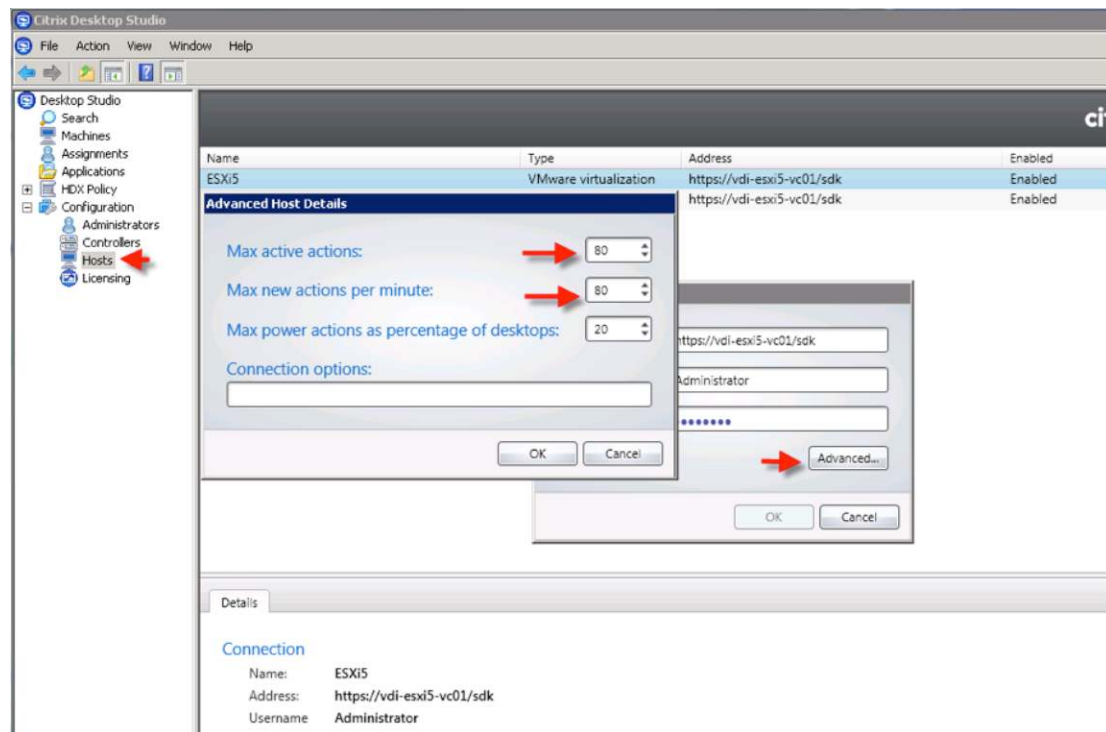 Citrix Desktop Studio
File Action View Window Help
Desktop Studio
Search
Machines
Assignments
Applications
HDX Policy
Configuration
Administrators
Controllers
Hosts
Licensing
Name Type Address Enabled
ESXi5 VMware virtualization https://vdi-esxi5-vc01/sdk Enabled
https://vdi-esxi5-vc01/sdk Enabled
Advanced Host Details
Max active actions: 80
Max new actions per minute: 80
Max power actions as percentage of desktops: 20
Connection options:
OK Cancel
ttps://vdi-esxi5-vc01/sdk
Administrator
Advanced...
OK Cancel
Details
Connection
Name: ESXi5
Address: https://vdi-esxi5-vc01/sdk
Username Administrator